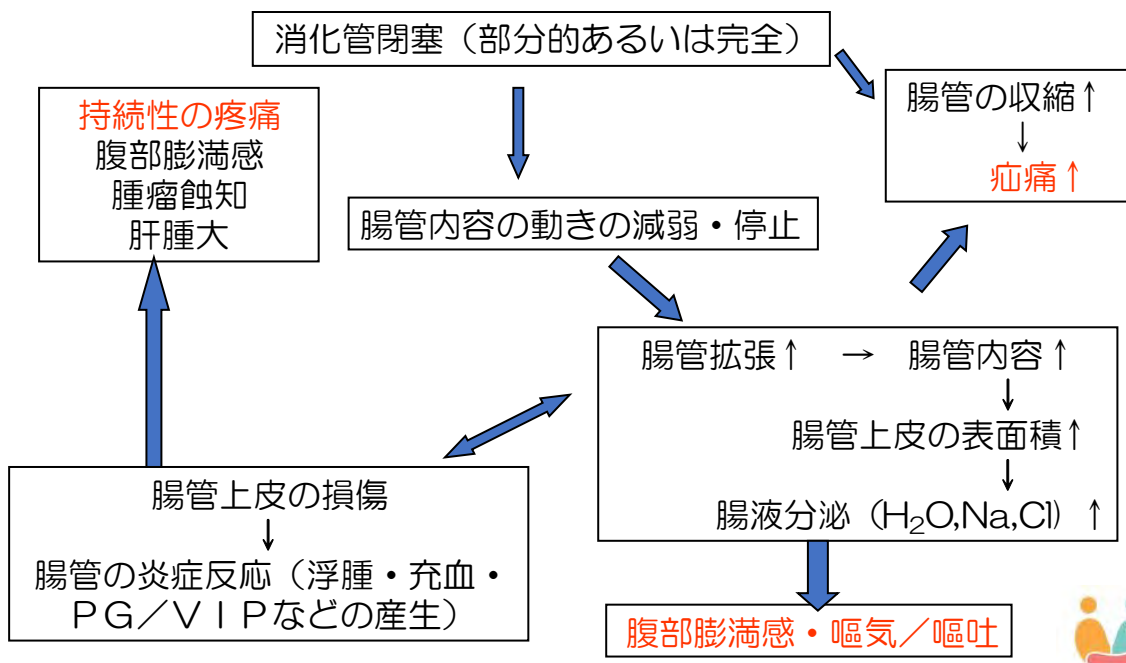 消化管閉塞（部分的あるいは完全）
持続性の疼痛
腹部膨満感
腫瘤蝕知
肝腫大
腸管の収縮↑
↓
疝痛↑
腸管内容の動きの減弱・停止
腸管拡張↑ → 腸管内容↑
↓
腸管上皮の表面積↑
↓
腸液分泌（H₂O,Na,Cl）↑
腸管上皮の損傷
↓
腸管の炎症反応（浮腫・充血・
ＰＧ／ＶＩＰなどの産生）
腹部膨満感・嘔気／嘔吐